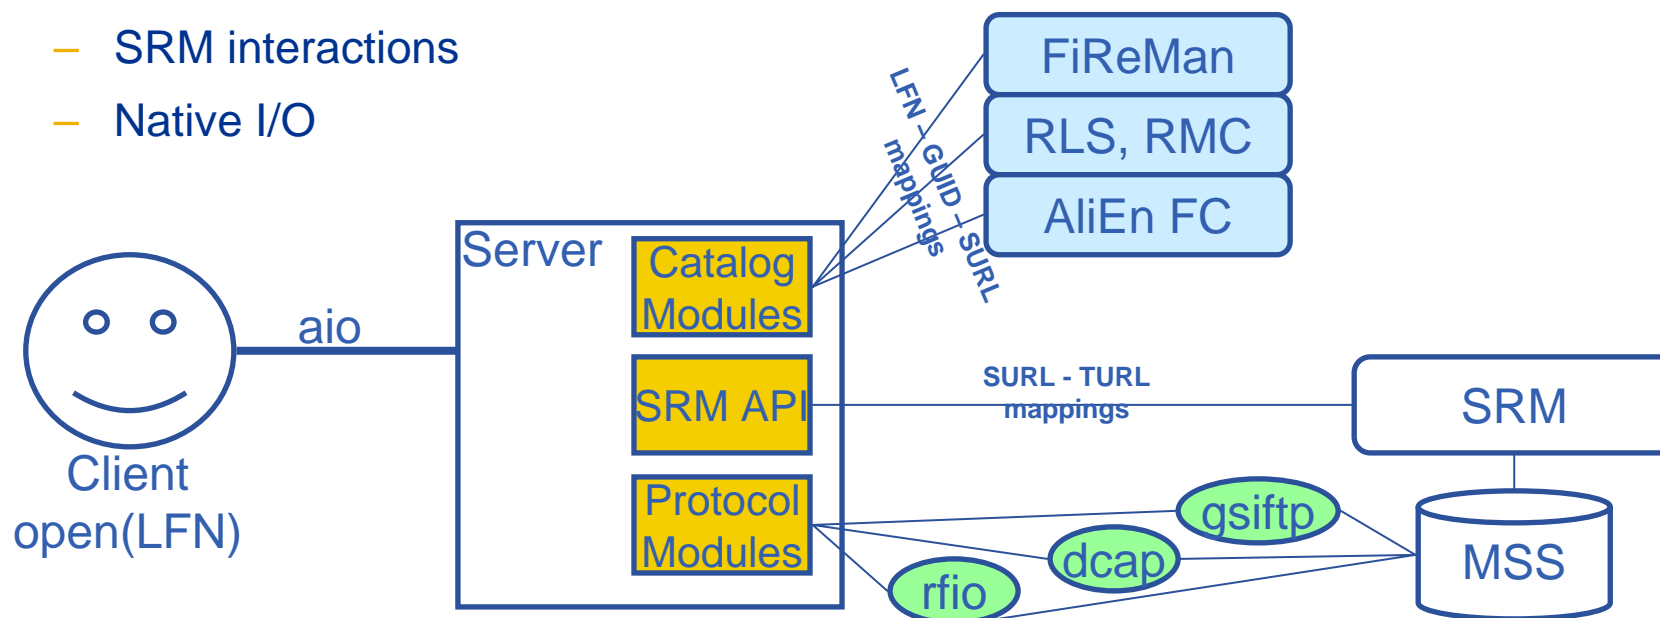 – SRM interactions
– Native I/O
FiReMan
RLS, RMC
AliEn FC
LFN – GUID – SURL
mappings
Server
Catalog
Modules
aio
SRM API
SURL - TURL
mappings
SRM
Client
open(LFN)
Protocol
Modules
gsiftp
dcap
rfio
MSS